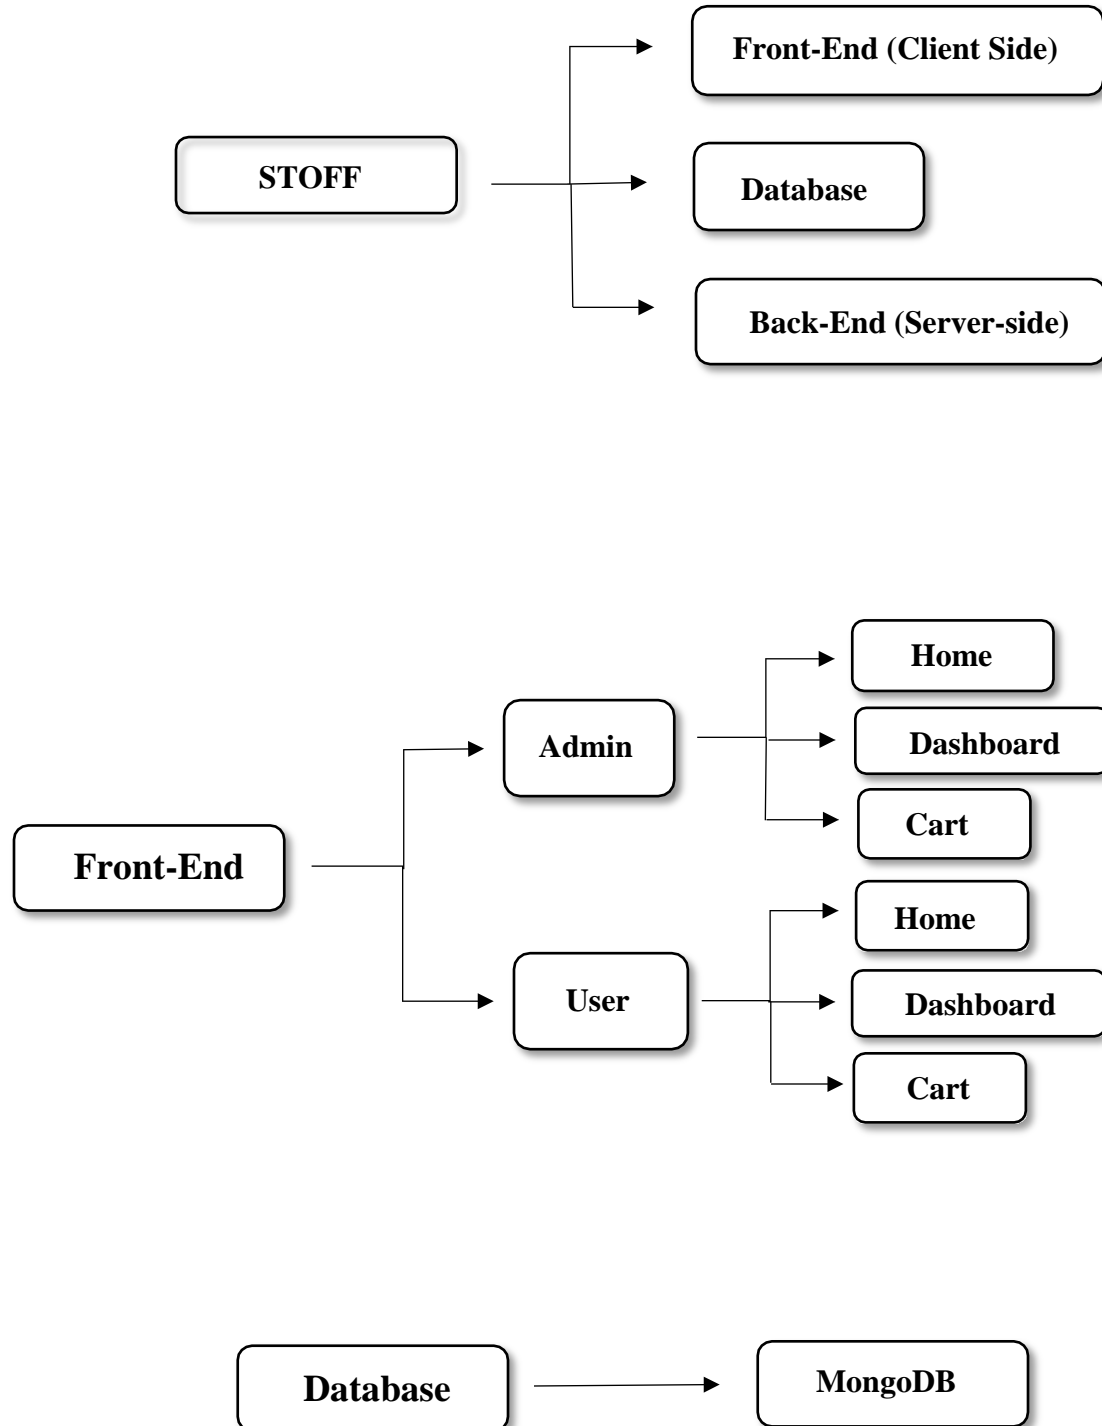 Front-End (Client Side)
STOFF
Database
Back-End (Server-side)
Home
Admin
Dashboard
Cart
Front-End
Home
User
Dashboard
Cart
Database
MongoDB